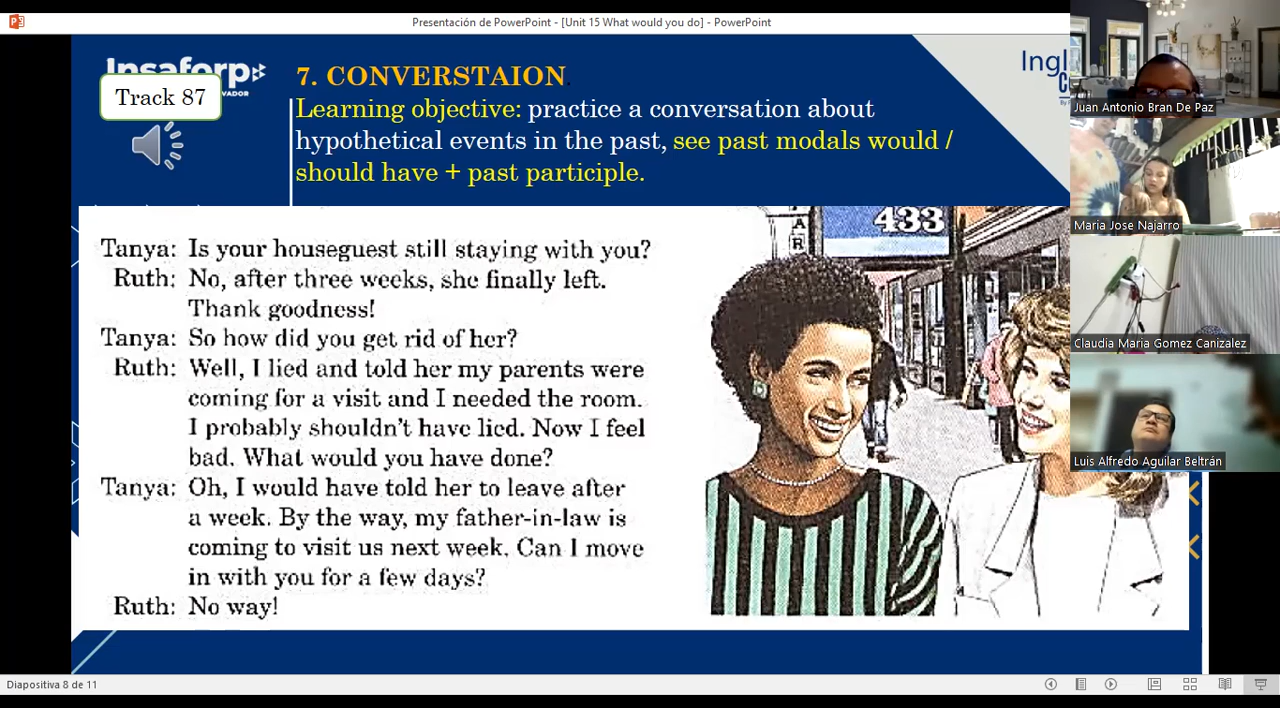 Presentación de PowerPoint - [Unit 15 What would you do] - PowerPoint
Insaforp
Track 87
7. CONVERSTAION
Learning objective: practice a conversation about
hypothetical events in the past, see past modals would /
should have + past participle.
Ingl
Tanya: Is your houseguest still staying with you?
Ruth: No, after three weeks, she finally left.
Thank goodness!
Tanya: So how did you get rid of her?
Ruth: Well, I lied and told her my parents were
coming for a visit and I needed the room.
I probably shouldn't have lied. Now I feel
bad. What would you have done?
Tanya: Oh, I would have told her to leave after
a week. By the way, my father-in-law is
coming to visit us next week. Can I move
in with you for a few days?
Ruth: No way!
BAR
433
Juan Antonio Bran De Paz
Maria Jose Najarro
Claudia Maria Gomez Canizalez
Luis Alfredo Aguilar Beltrán
Diapositiva 8 de 11